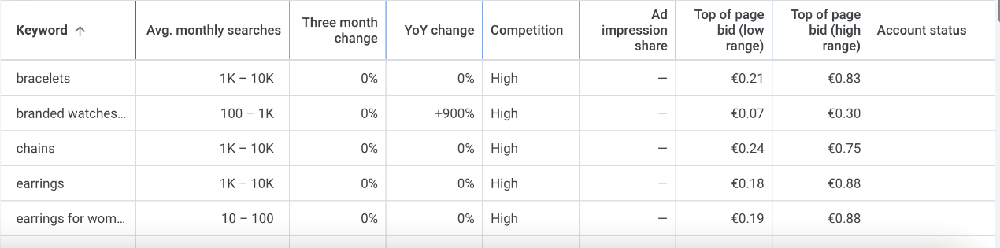 Keyword ↑ Avg. monthly searches Three month change YoY change Competition Ad impression share Top of page bid (low range) Top of page bid (high range) Account status
bracelets 1K – 10K 0% 0% High — €0.21 €0.83
branded watches... 100 – 1K 0% +900% High — €0.07 €0.30
chains 1K – 10K 0% 0% High — €0.24 €0.75
earrings 1K – 10K 0% 0% High — €0.18 €0.88
earrings for wom... 10 – 100 0% 0% High — €0.19 €0.88